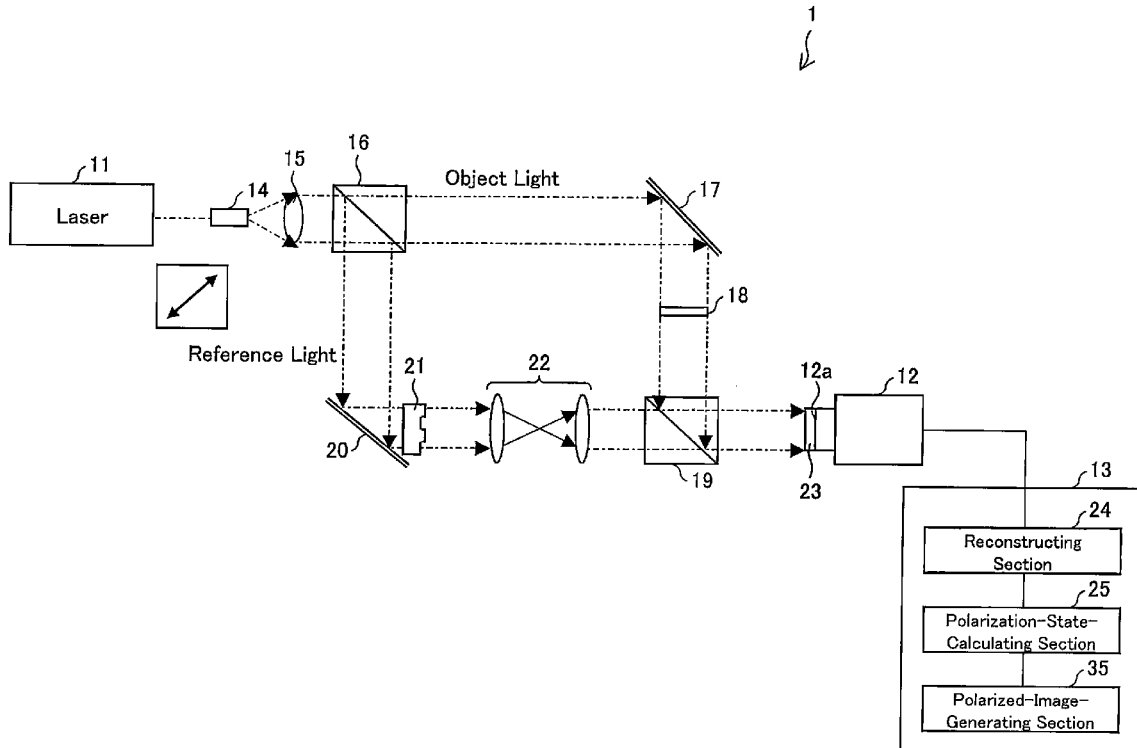 1
11
Laser
14
15
16
Object Light
17
18
Reference Light
20
21
22
19
12a
12
23
13
24
Reconstructing
Section
25
Polarization-State-
Calculating Section
35
Polarized-Image-
Generating Section